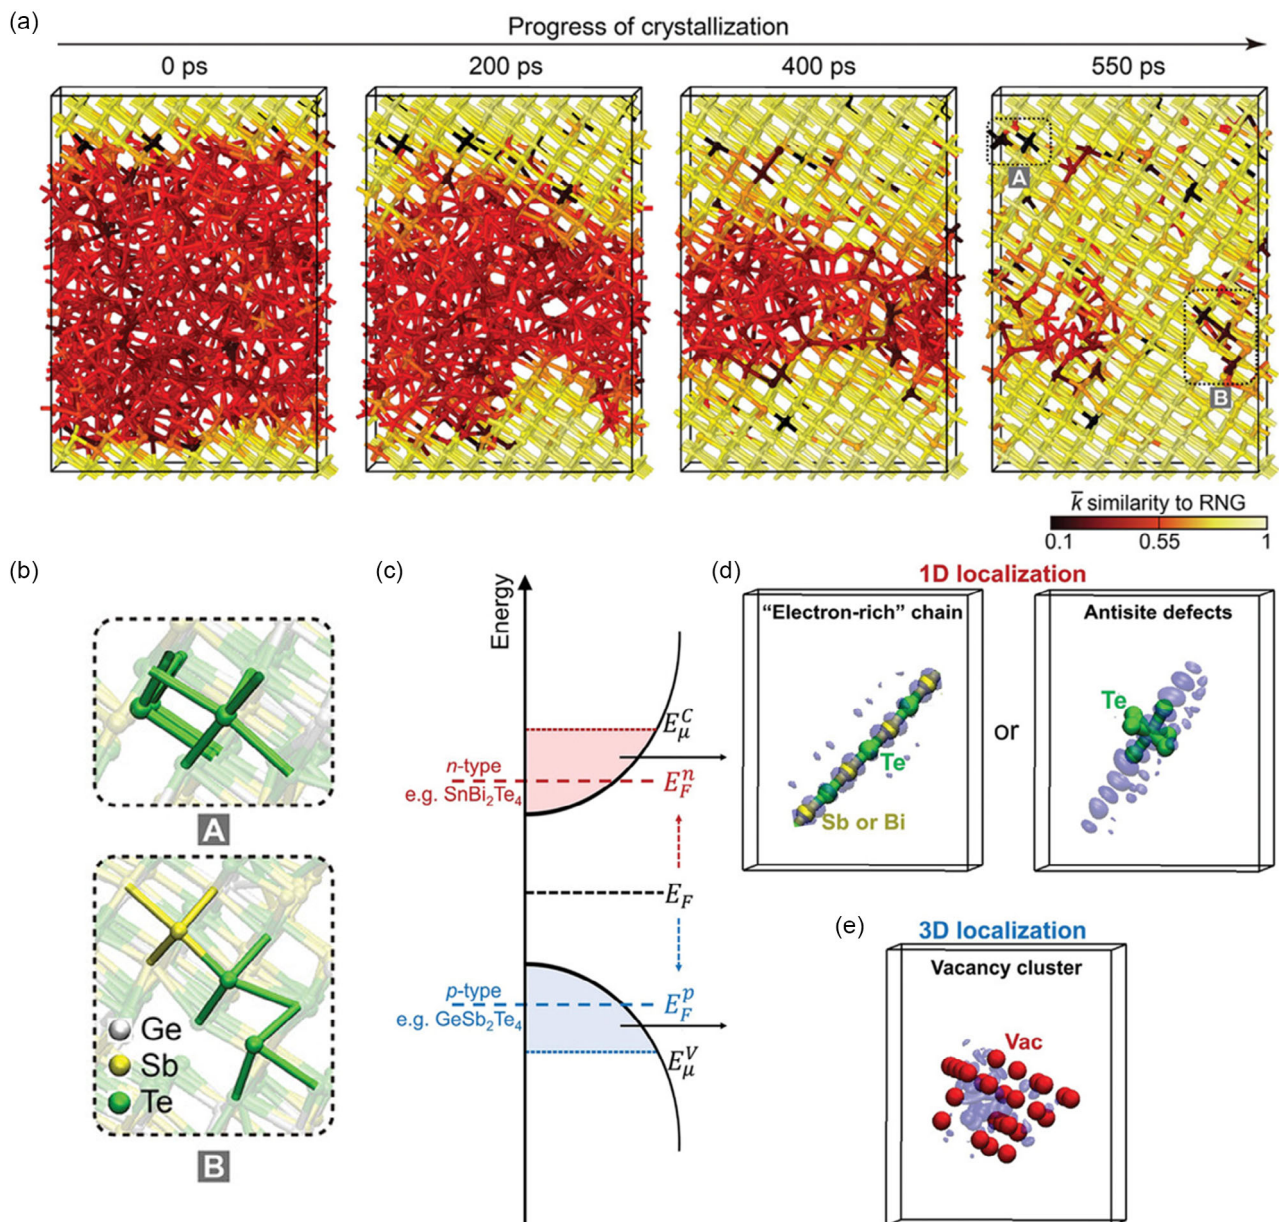 (a)
Progress of crystallization
0 ps
200 ps
400 ps
550 ps
A
B
k̅ similarity to RNG
0.1
0.55
1
(b)
A
Ge
Sb
Te
B
(c)
Energy
E_μ^C
n-type
e.g. SnBi₂Te₄
E_F^n
E_F
p-type
e.g. GeSb₂Te₄
E_F^p
E_μ^V
(d)
1D localization
“Electron-rich” chain
Te
Sb or Bi
or
Antisite defects
Te
(e)
3D localization
Vacancy cluster
Vac